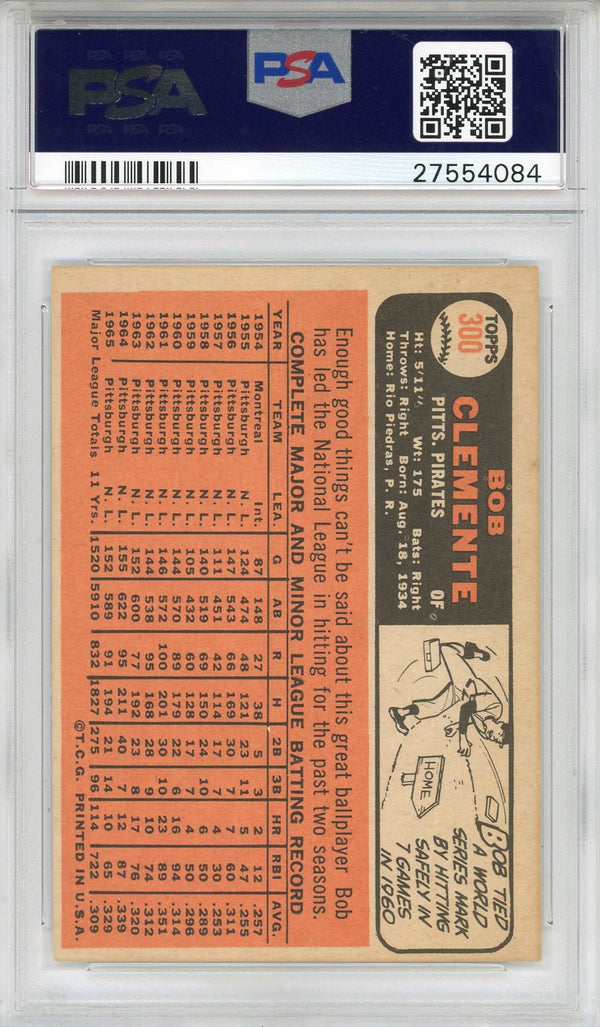 PSA PSA PSA
PSA
PSA PSA PSA
PSA
27554084
TOPPS
300
BOB
CLEMENTE
PITTS. PIRATES OF
Ht: 5/11" Wt: 175 Bats: Right
Throws: Right Born: Aug. 18, 1934
Home: Rio Piedras, P. R.
HOME
BOB TIED
A WORLD
SERIES MARK
BY HITTING
SAFELY IN
7 GAMES
IN 1960
Enough good things can't be said about this great ballplayer Bob
has led the National League in hitting for the past two seasons.
COMPLETE MAJOR AND MINOR LEAGUE BATTING RECORD
YEAR TEAM LEA. G AB R H 2B 3B HR RBI AVG.
1954 Montreal Int. 87 148 27 38 5 3 2 12 .257
1955 Pittsburgh N. L. 124 474 48 121 23 11 5 47 .255
1956 Pittsburgh N. L. 147 543 66 169 30 7 7 60 .311
1957 Pittsburgh N. L. 111 451 42 114 17 7 4 30 .253
1958 Pittsburgh N. L. 140 519 69 150 24 10 6 50 .289
1959 Pittsburgh N. L. 105 432 60 128 17 7 4 50 .296
1960 Pittsburgh N. L. 144 570 89 179 22 6 16 94 .314
1961 Pittsburgh N. L. 146 572 100 201 30 10 23 89 .351
1962 Pittsburgh N. L. 144 538 95 168 28 9 10 74 .312
1963 Pittsburgh N. L. 152 600 77 192 23 8 17 76 .320
1964 Pittsburgh N. L. 155 622 95 211 40 7 12 87 .339
1965 Pittsburgh N. L. 152 589 91 194 21 14 10 65 .329
Major League Totals 11 Yrs. 1520 5910 832 1827 275 96 114 722 .309
©T.C.G. PRINTED IN U.S.A.